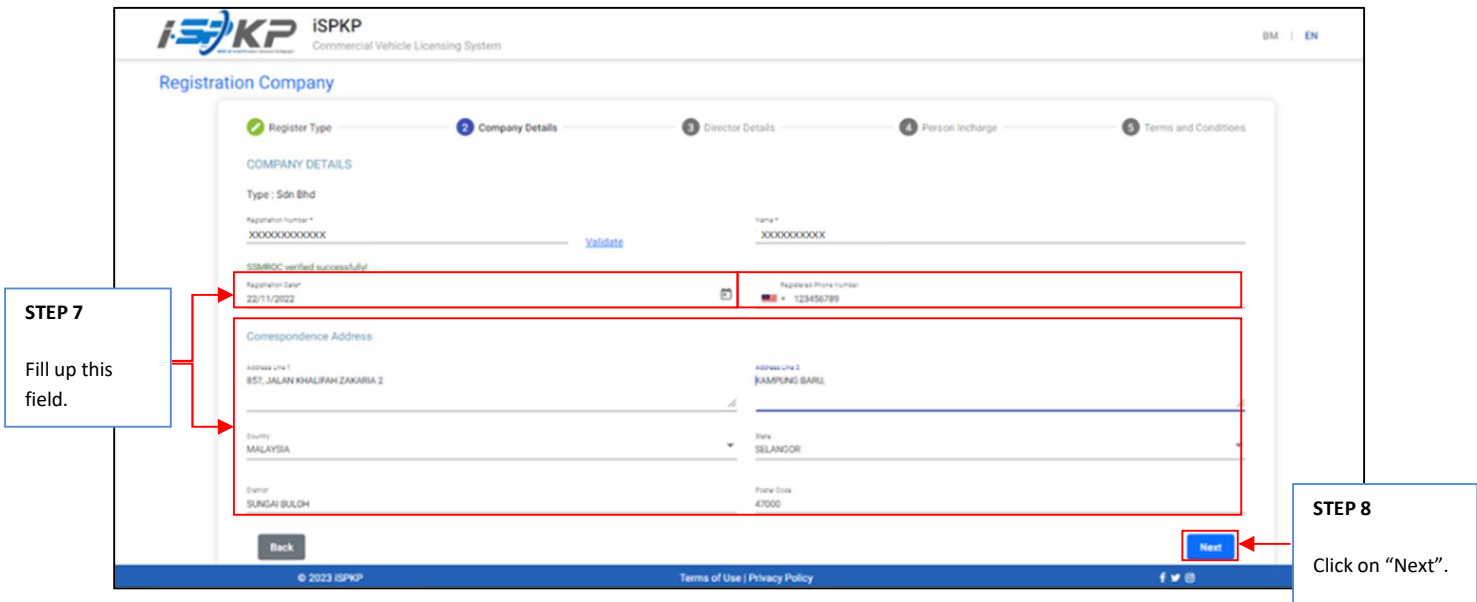 iSPKP
iSPKP
Commercial Vehicle Licensing System
BM | EN
Registration Company
Register Type
2 Company Details
3 Director Details
4 Person Incharge
5 Terms and Conditions
COMPANY DETAILS
Type : Sdn Bhd
Registration Number *
XXXXXXXXXXXX
Validate
Name *
XXXXXXXXXX
SSMROC verified successfully!
Registration Date*
22/11/2022
Registered Phone Number
123456789
STEP 7
Fill up this
field.
Correspondence Address
Address Line 1
857, JALAN KHALIFAH ZAKARIA 2
Address Line 2
KAMPUNG BARU,
Country
MALAYSIA
State
SELANGOR
District
SUNGAI BULOH
Postal Code
47000
Back
Next
STEP 8
Click on “Next”.
© 2023 iSPKP
Terms of Use | Privacy Policy